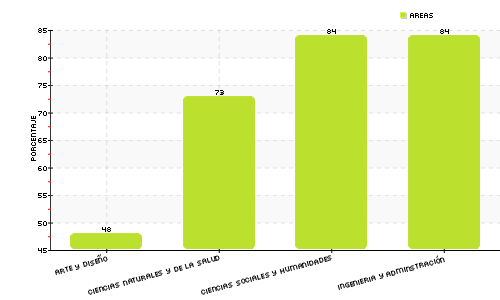 AREAS
85
80
75
70
65
60
55
50
45
PORCENTAJE
48
73
84
84
ARTE y DISEÑO
CIENCIAS NATURALES y DE LA SALUD
CIENCIAS SOCIALES y HUMANIDADES
INGENIERIA y ADMINSTRACIÓN